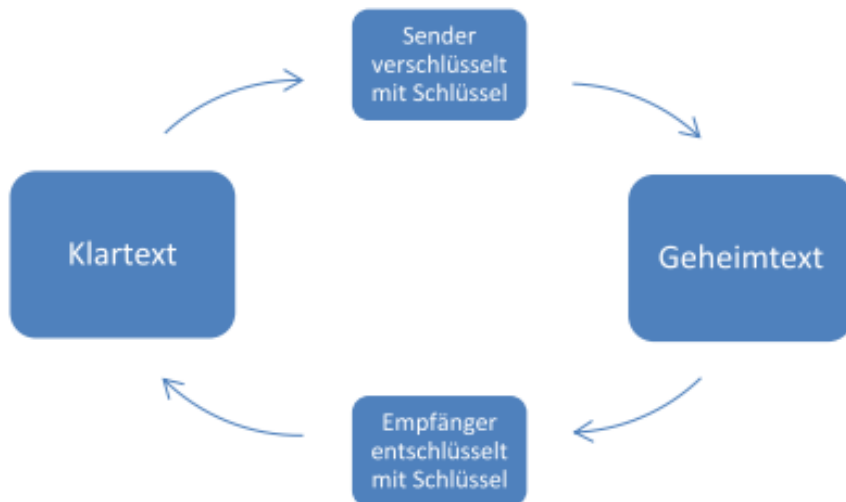 Sender
verschlüsselt
mit Schlüssel
Klartext
Geheimtext
Empfänger
entschlüsselt
mit Schlüssel